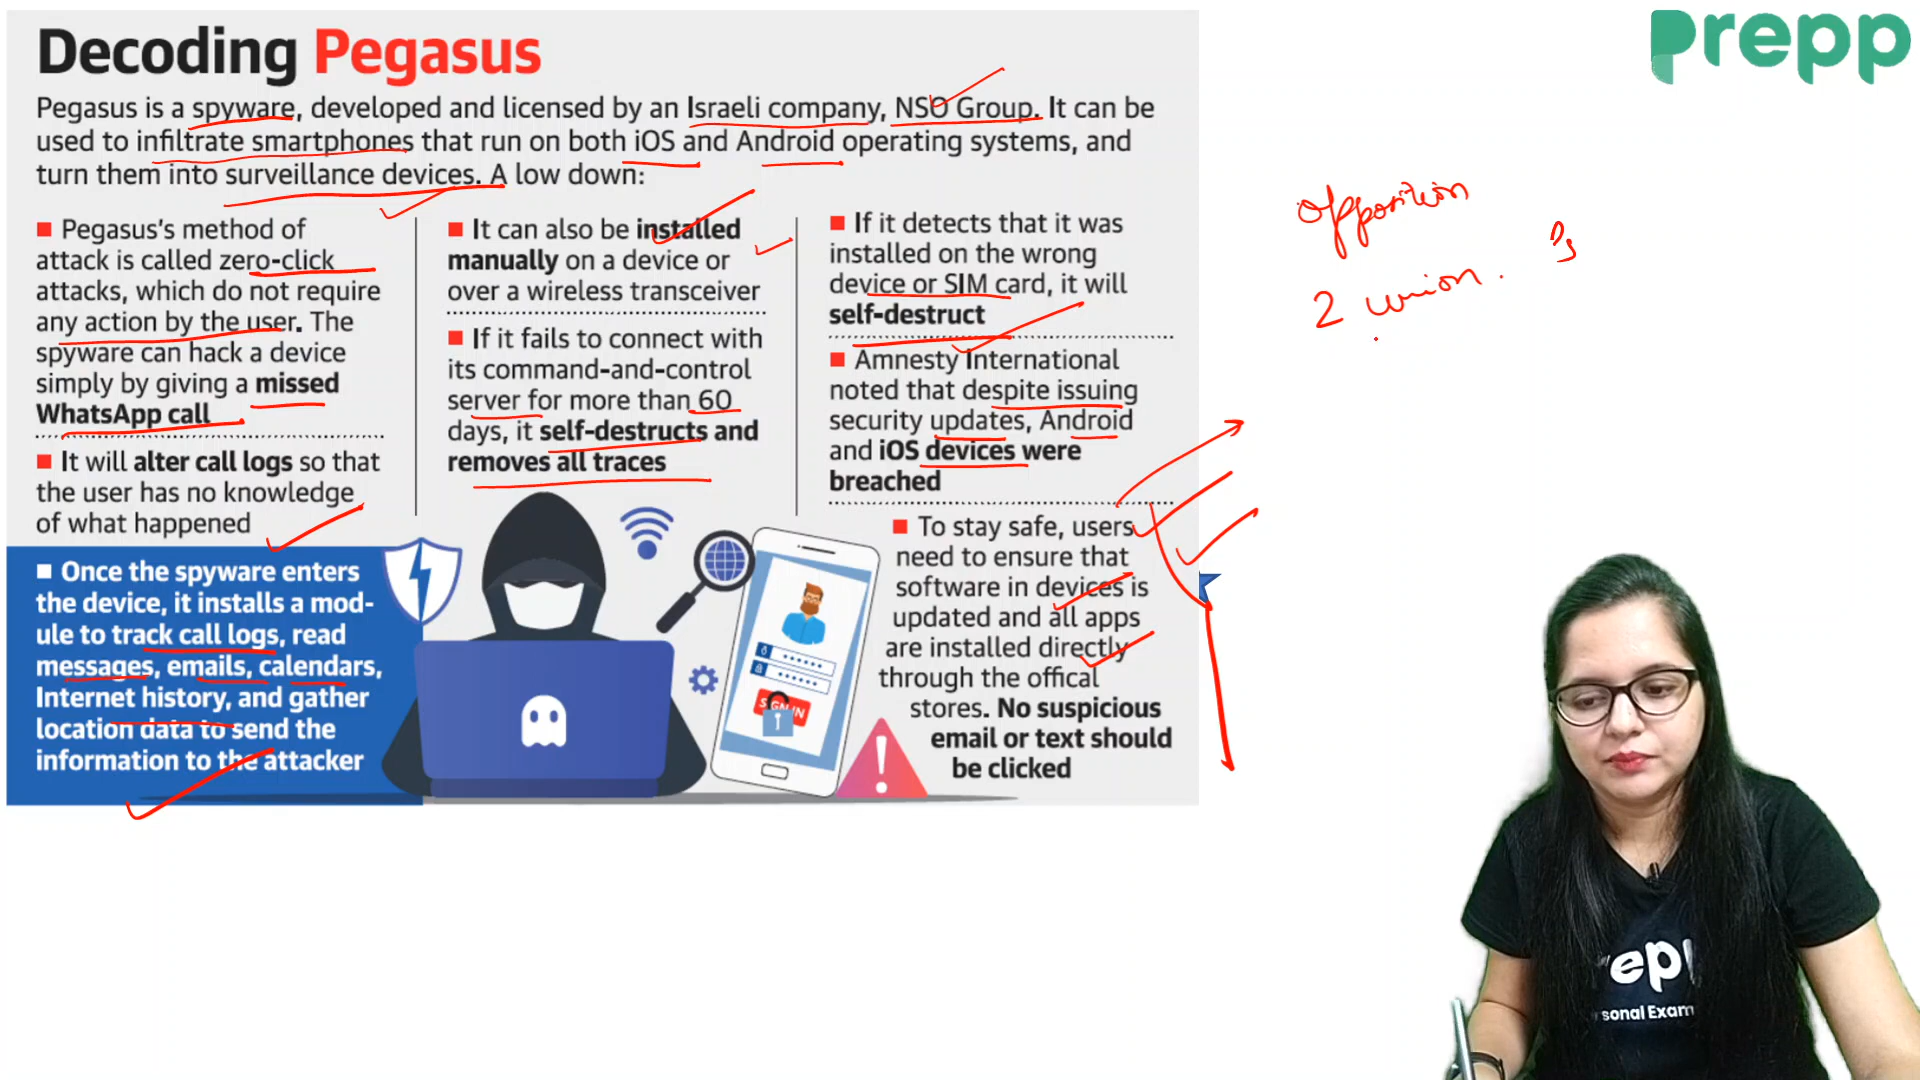 Decoding Pegasus
Pegasus is a spyware, developed and licensed by an Israeli company, NSO Group. It can be
used to infiltrate smartphones that run on both iOS and Android operating systems, and
turn them into surveillance devices. A low down:
Pegasus's method of
attack is called zero-click
attacks, which do not require
any action by the user. The
spyware can hack a device
simply by giving a missed
WhatsApp call
It will alter call logs so that
the user has no knowledge
of what happened
Once the spyware enters
the device, it installs a mod-
ule to track call logs, read
messages, emails, calendars,
Internet history, and gather
location data to send the
information to the attacker
It can also be installed
manually on a device or
over a wireless transceiver
If it fails to connect with
its command-and-control
server for more than 60
days, it self-destructs and
removes all traces
If it detects that it was
installed on the wrong
device or SIM card, it will
self-destruct
Amnesty International
noted that despite issuing
security updates, Android
and iOS devices were
breached
To stay safe, users
need to ensure that
software in devices is
updated and all apps
are installed directly
through the offical
stores. No suspicious
email or text should
be clicked
SIGN IN
prepp
opposition
2 union.
repp
rsonal Exam